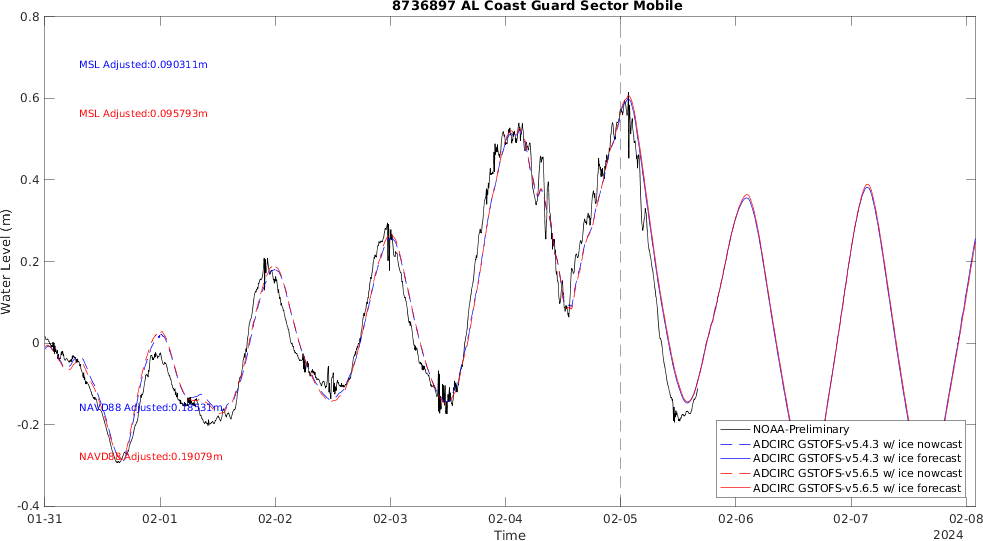 8736897 AL Coast Guard Sector Mobile
0.8
MSL Adjusted:0.090311m
0.6
MSL Adjusted:0.095793m
0.4
0.2
Water Level (m)
0
NAVD88 Adjusted:0.18531m
-0.2
NOAA-Preliminary
ADCIRC GSTOFS-v5.4.3 w/ ice nowcast
ADCIRC GSTOFS-v5.4.3 w/ ice forecast
NAVD88 Adjusted:0.19079m
ADCIRC GSTOFS-v5.6.5 w/ ice nowcast
ADCIRC GSTOFS-v5.6.5 w/ ice forecast
-0.4
01-31 02-01 02-02 02-03 02-04 02-05 02-06 02-07 02-08
Time
2024